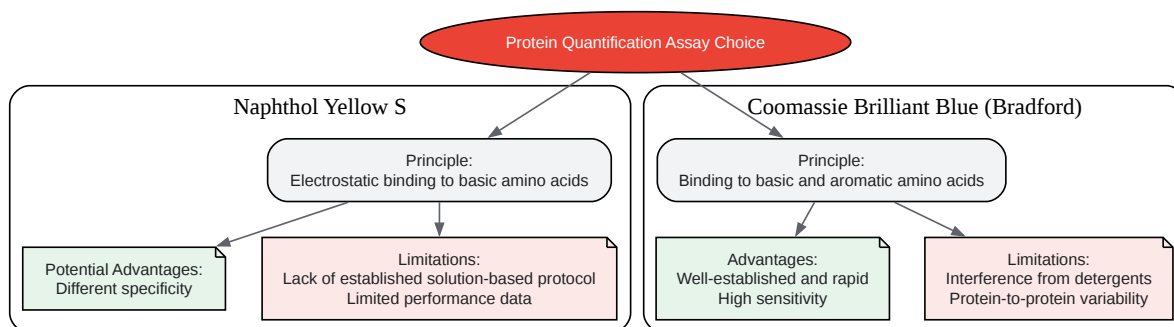 Protein Quantification Assay Choice
Naphthol Yellow S
Principle:
Electrostatic binding to basic amino acids
Potential Advantages:
Different specificity
Limitations:
Lack of established solution-based protocol
Limited performance data
Coomassie Brilliant Blue (Bradford)
Principle:
Binding to basic and aromatic amino acids
Advantages:
Well-established and rapid
High sensitivity
Limitations:
Interference from detergents
Protein-to-protein variability